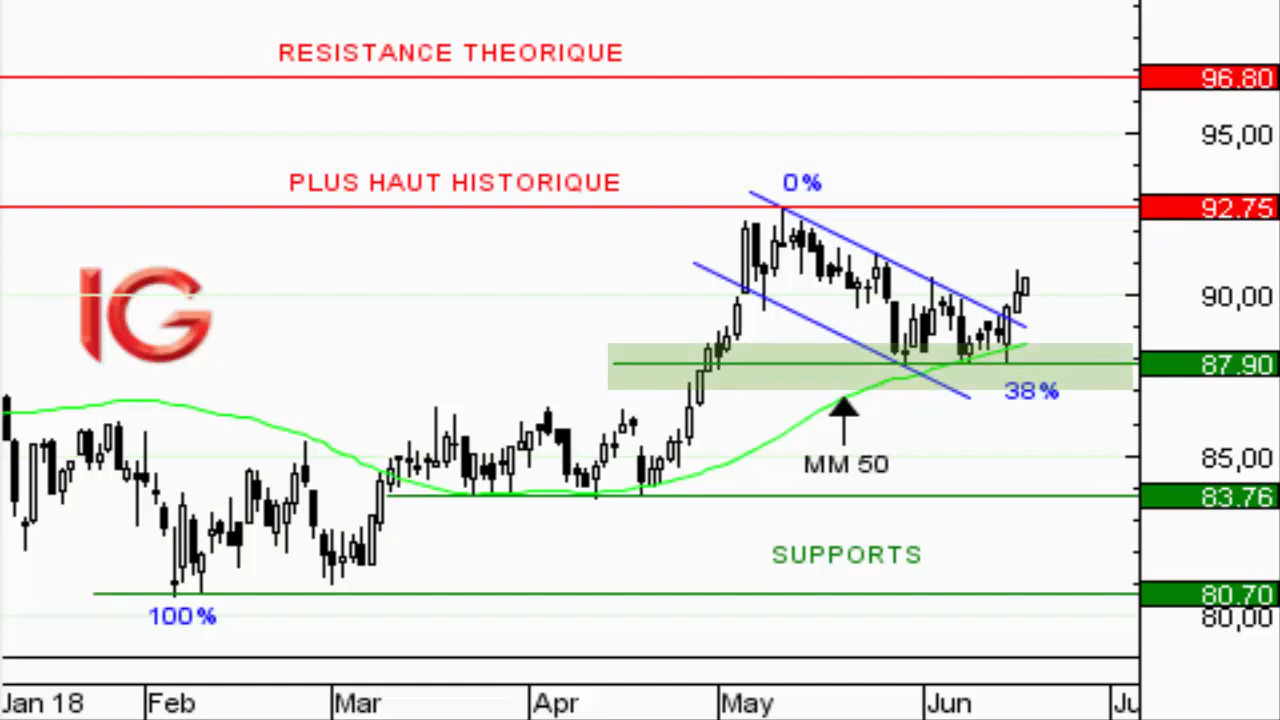 RESISTANCE THEORIQUE
96.80
95,00
PLUS HAUT HISTORIQUE
0%
92.75
IG
90,00
87.90
38%
MM 50
85,00
83.76
SUPPORTS
80.70
100%
80,00
Jan 18 Feb Mar Apr May Jun Ju